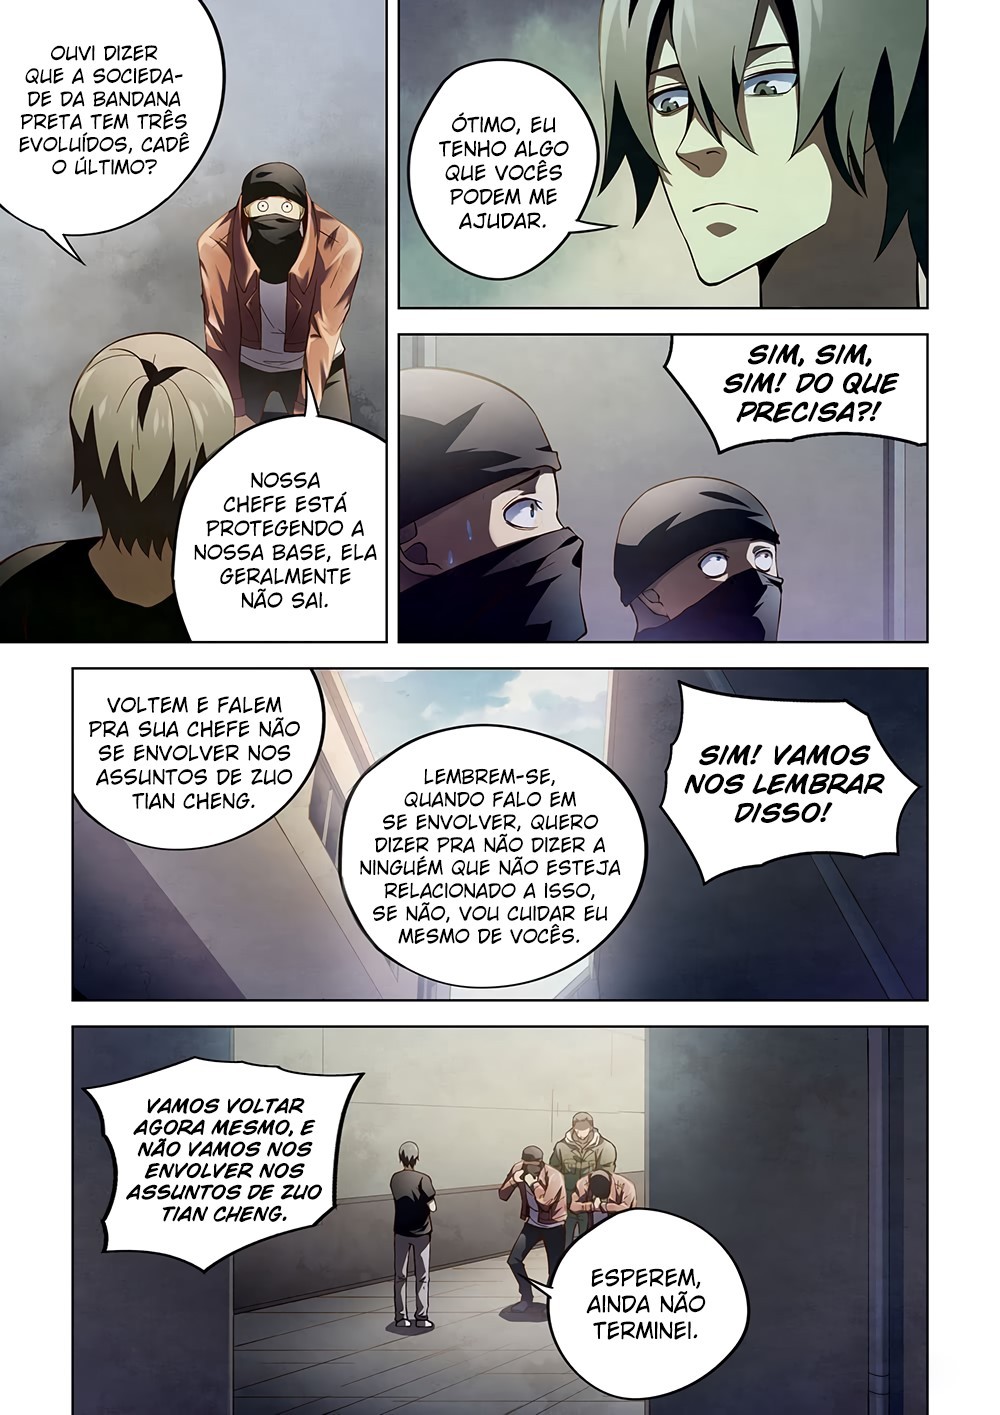 OUVI DIZER
QUE A SOCIEDA-
DE DA BANDANA
PRETA TEM TRÊS
EVOLUÍDOS, CADÊ
O ÚLTIMO?
NOSSA
CHEFE ESTÁ
PROTEGENDO A
NOSSA BASE, ELA
GERALMENTE
NÃO SAI.
ÓTIMO, EU
TENHO ALGO
QUE VOCÊS
PODEM ME
AJUDAR.
SIM, SIM,
SIM! DO QUE
PRECISA?!
VOLTEM E FALEM
PRA SUA CHEFE NÃO
SE ENVOLVER NOS
ASSUNTOS DE ZUO
TIAN CHENG.
LEMBREM-SE,
QUANDO FALO EM
SE ENVOLVER, QUERO
DIZER PRA NÃO DIZER A
NINGUÉM QUE NÃO ESTEJA
RELACIONADO A ISSO,
SE NÃO, VOU CUIDAR EU
MESMO DE VOCÊS.
SIM! VAMOS
NOS LEMBRAR
DISSO!
VAMOS VOLTAR
AGORA MESMO, E
NÃO VAMOS NOS
ENVOLVER NOS
ASSUNTOS DE ZUO
TIAN CHENG.
ESPEREM,
AINDA NÃO
TERMINEI.